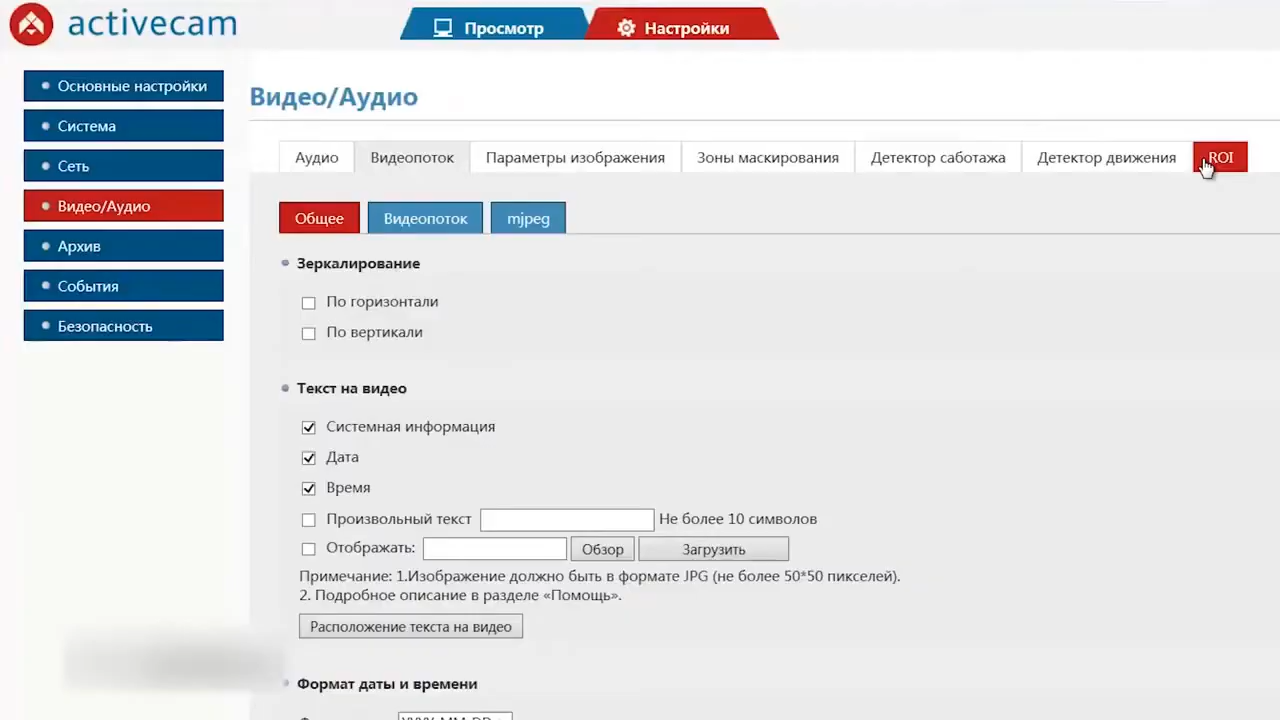 activecam
Просмотр
Настройки
Основные настройки
Система
Сеть
Видео/Аудио
Архив
События
Безопасность
Видео/Аудио
Аудио Видеопоток Параметры изображения Зоны маскирования Детектор саботажа Детектор движения ROI
Общее Видеопоток mjpeg
Зеркалирование
По горизонтали
По вертикали
Текст на видео
Системная информация
Дата
Время
Произвольный текст Не более 10 символов
Отображать: Обзор Загрузить
Примечание: 1.Изображение должно быть в формате JPG (не более 50*50 пикселей).
2. Подробное описание в разделе «Помощь».
Расположение текста на видео
Формат даты и времени